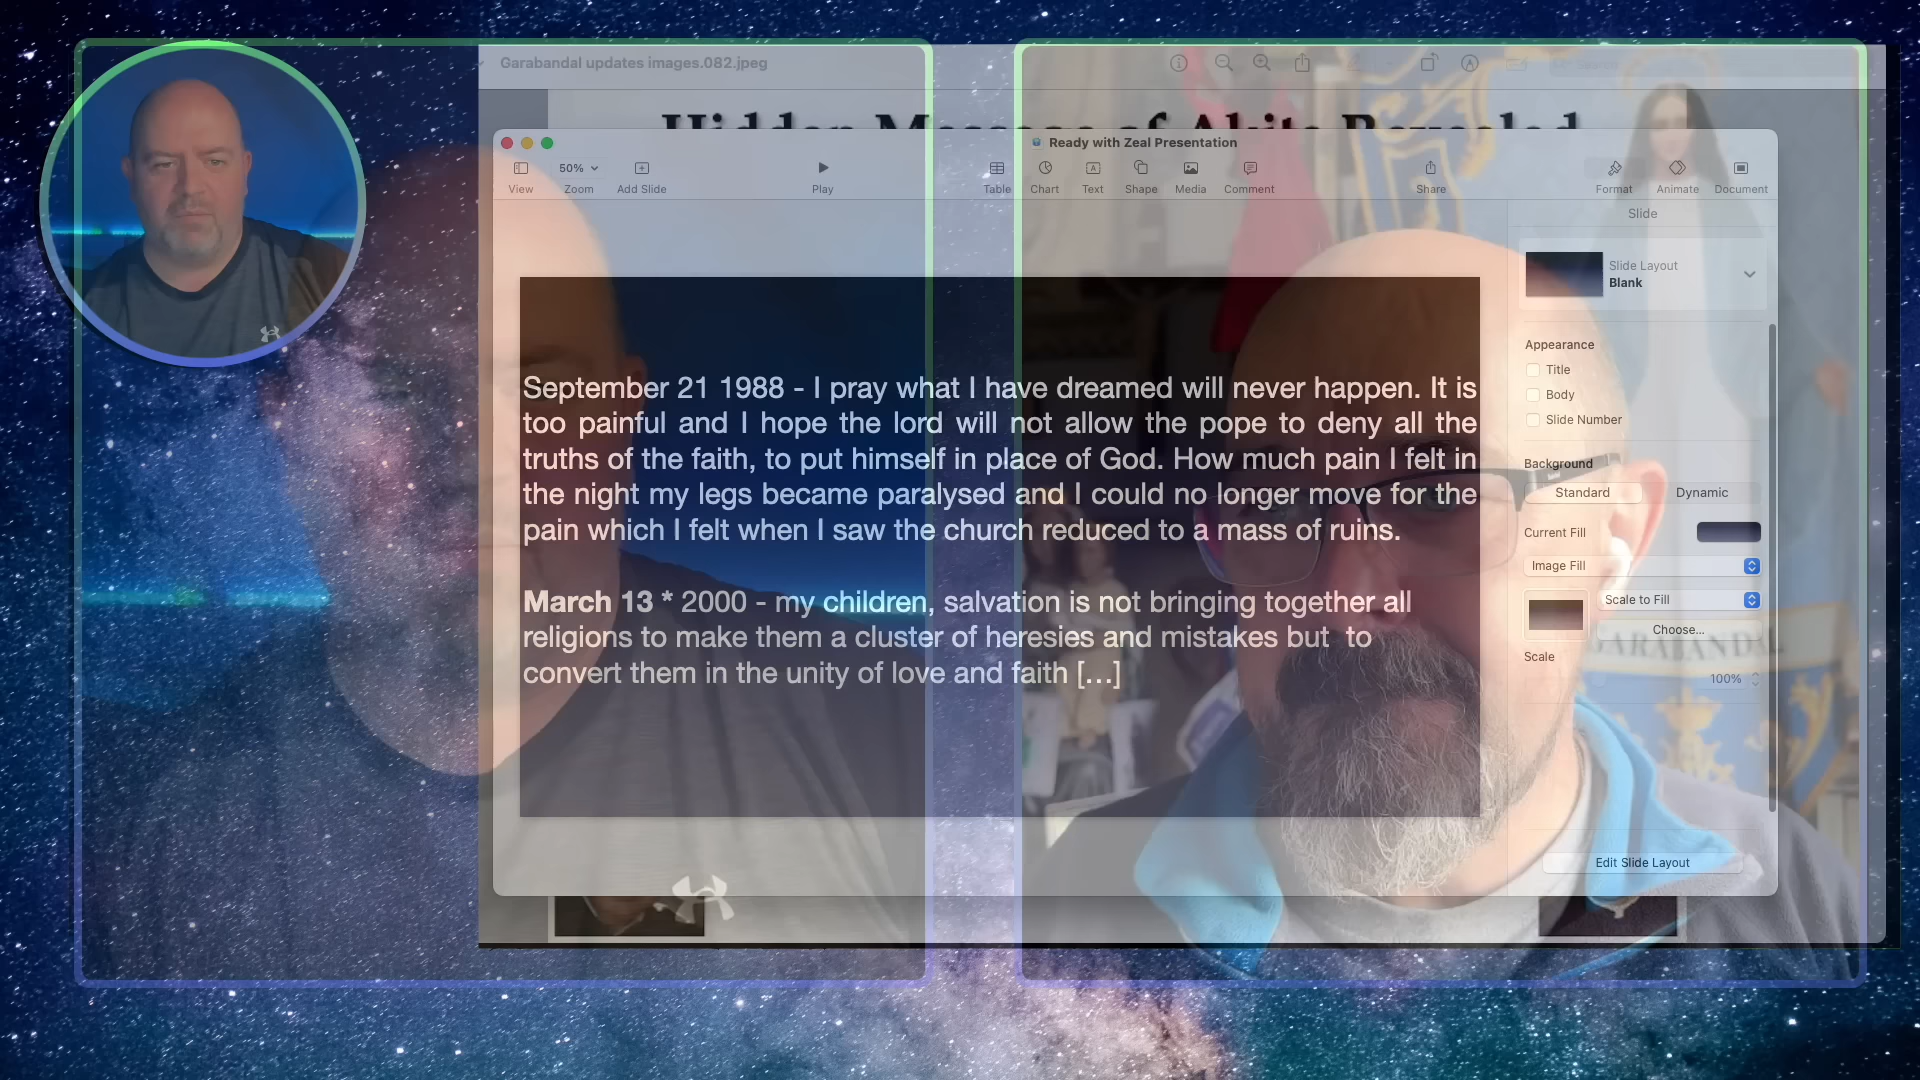 Garabandal updates images.082.jpeg
Hidden Message of Akita Revealed
Ready with Zeal Presentation
50%
View Zoom Add Slide Play Table Chart Text Shape Media Comment Share Format Animate Document
Slide
Slide Layout
Blank
Appearance
Title
Body
Slide Number
Background
Standard Dynamic
Current Fill
Image Fill
Scale to Fill
Choose...
Scale
100%
Edit Slide Layout
September 21 1988 - I pray what I have dreamed will never happen. It is
too painful and I hope the lord will not allow the pope to deny all the
truths of the faith, to put himself in place of God. How much pain I felt in
the night my legs became paralysed and I could no longer move for the
pain which I felt when I saw the church reduced to a mass of ruins.
March 13 * 2000 - my children, salvation is not bringing together all
religions to make them a cluster of heresies and mistakes but to
convert them in the unity of love and faith [...]
GARABANDAL